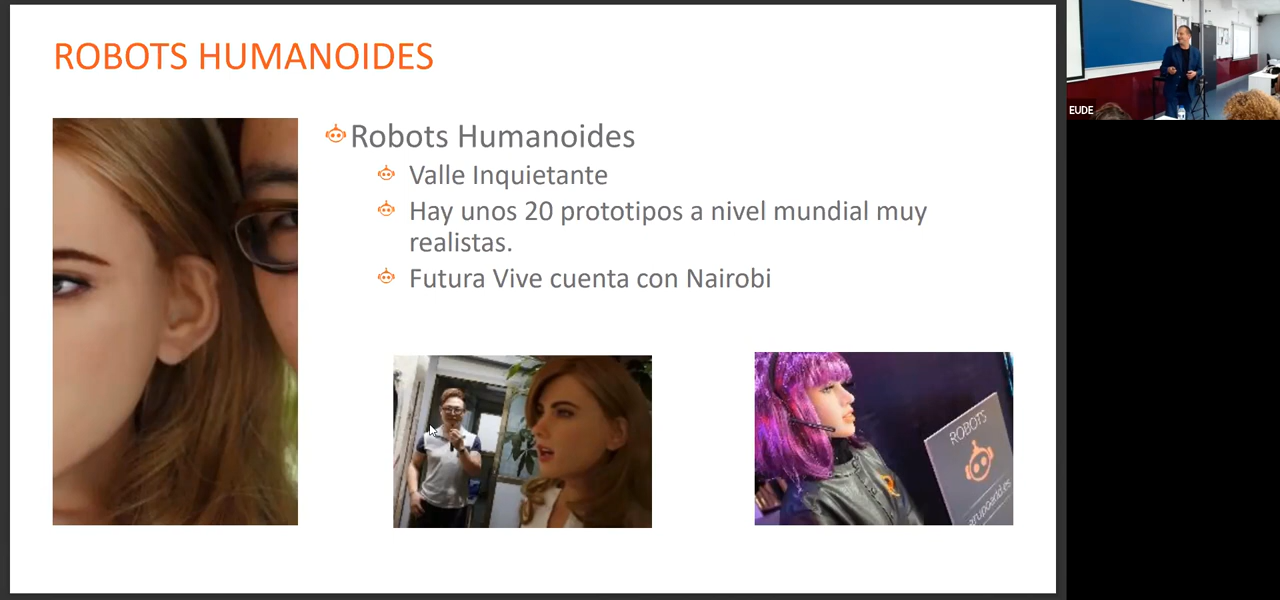 ROBOTS HUMANOIDES
Robots Humanoides
Valle Inquietante
Hay unos 20 prototipos a nivel mundial muy
realistas.
Futura Vive cuenta con Nairobi
ROBOTS
EUDE